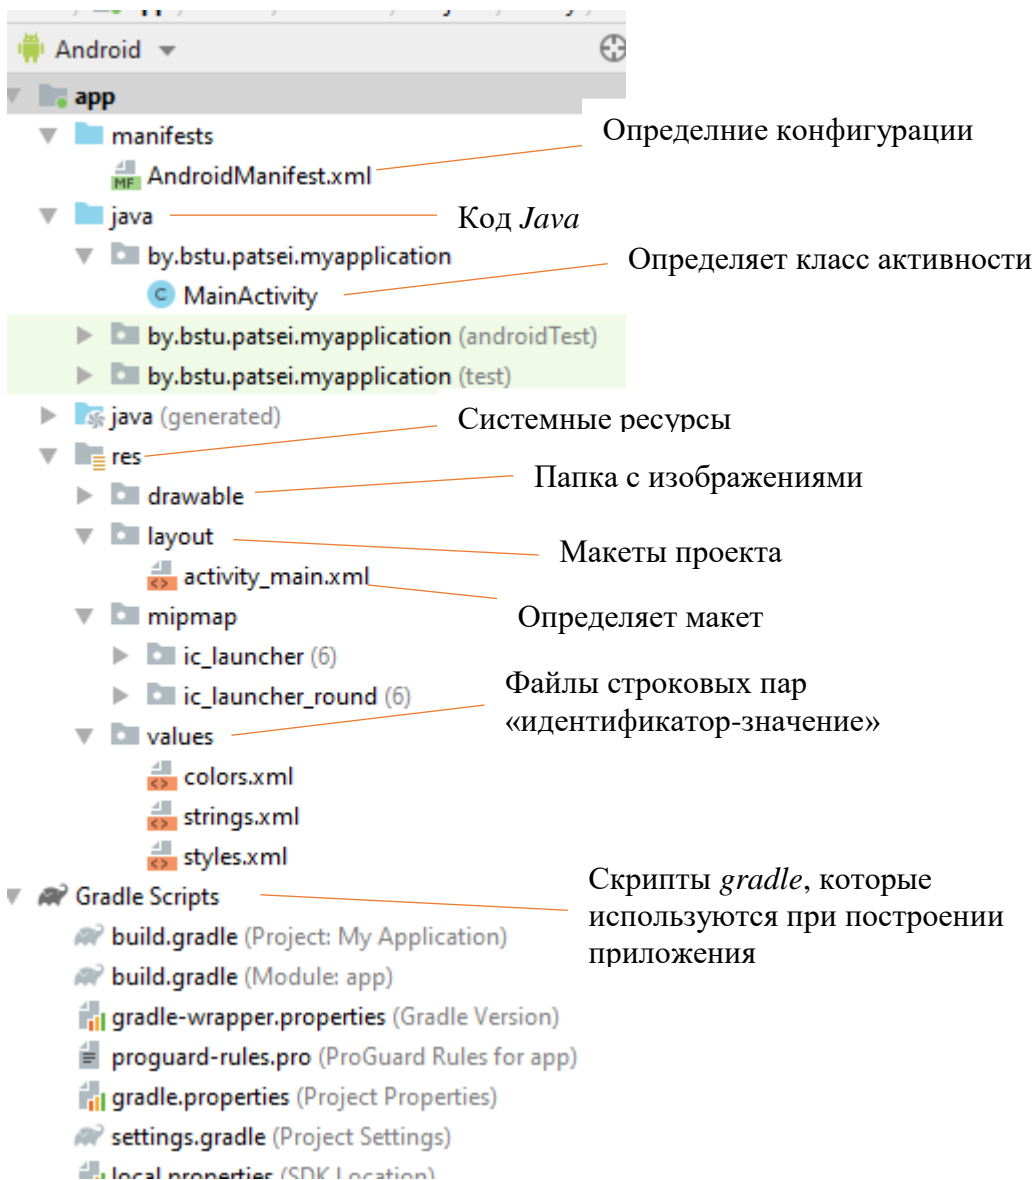 Android
app
manifests
Определние конфигурации
AndroidManifest.xml
java
Код Java
by.bstu.patsei.myapplication
Определяет класс активности
MainActivity
by.bstu.patsei.myapplication (androidTest)
by.bstu.patsei.myapplication (test)
java (generated)
Системные ресурсы
res
Папка с изображениями
drawable
layout
Макеты проекта
activity_main.xml
mipmap
Определяет макет
ic_launcher (6)
ic_launcher_round (6)
Файлы строковых пар
«идентификатор-значение»
values
colors.xml
strings.xml
styles.xml
Gradle Scripts
Скрипты gradle, которые
используются при построении
приложения
build.gradle (Project: My Application)
build.gradle (Module: app)
gradle-wrapper.properties (Gradle Version)
proguard-rules.pro (ProGuard Rules for app)
gradle.properties (Project Properties)
settings.gradle (Project Settings)
local.properties (SDK Location)